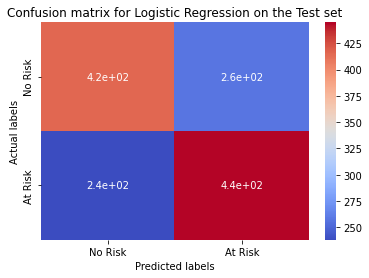 Confusion matrix for Logistic Regression on the Test set
No Risk
4.2e+02
2.6e+02
At Risk
2.4e+02
4.4e+02
Actual labels
No Risk
At Risk
Predicted labels
425
400
375
350
325
300
275
250